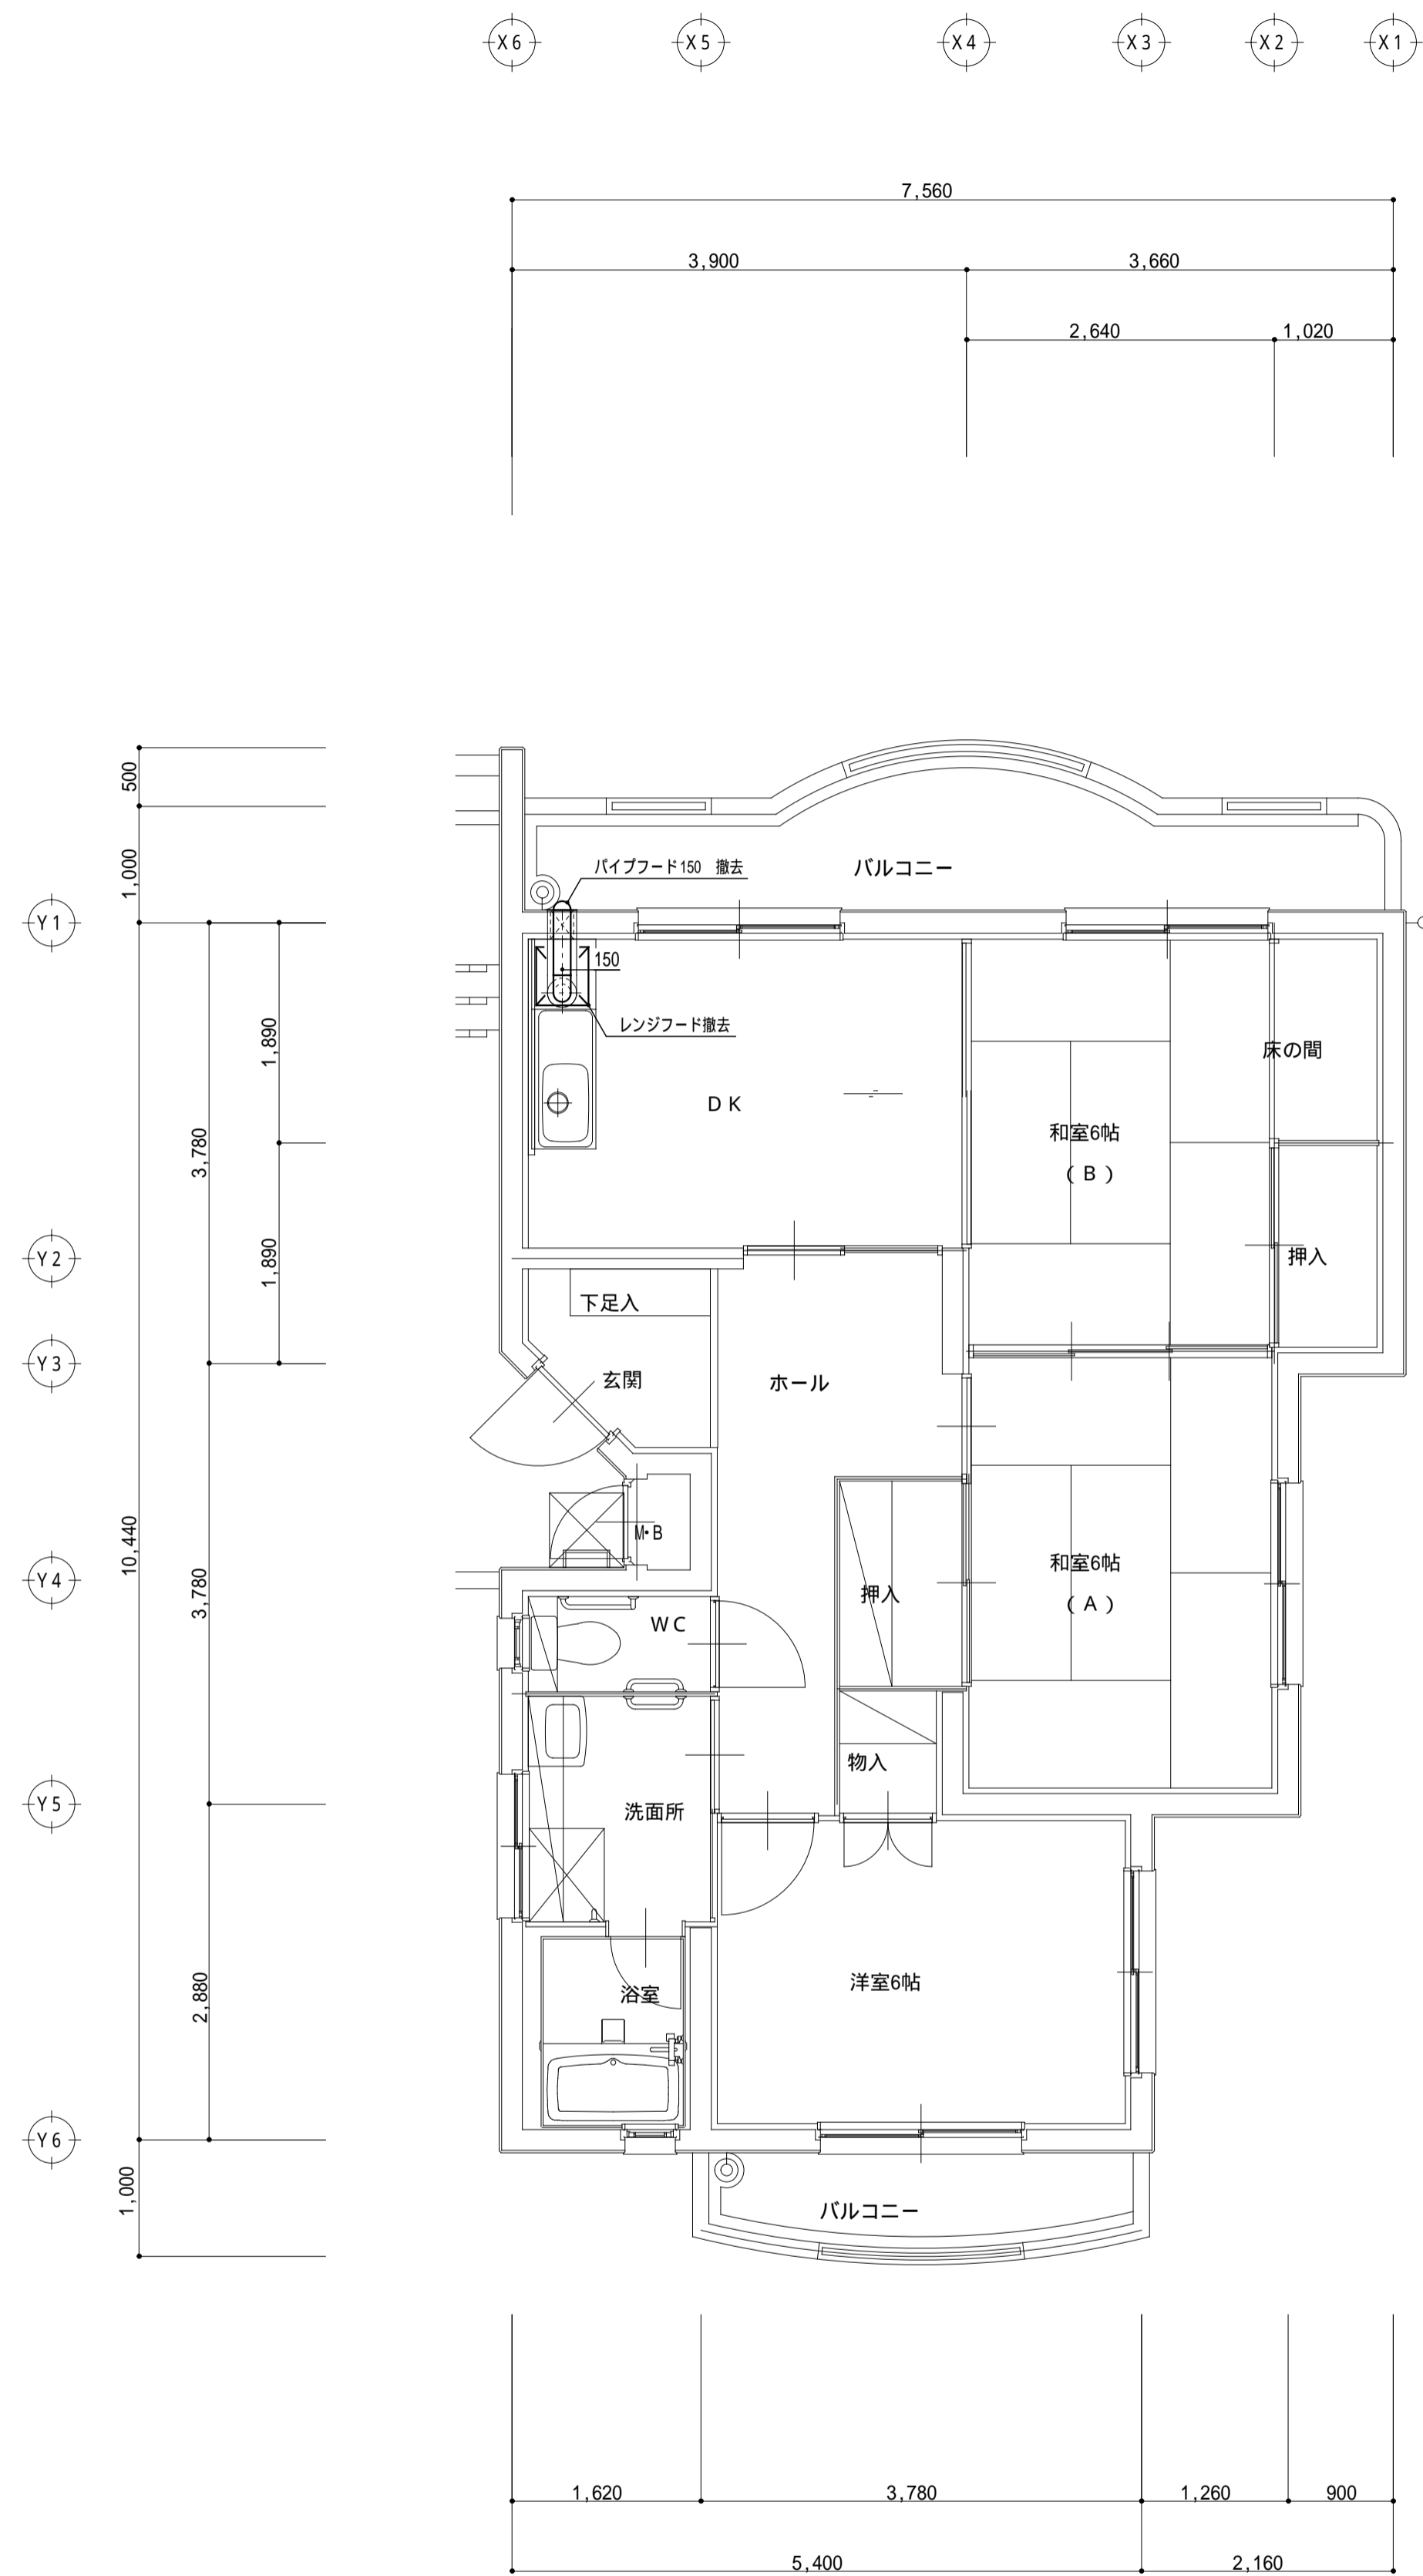 X6 X5 X4 X3 X2 X1
7,560
3,900 3,660
2,640 1,020
500
1,000
パイプフード150 撤去
バルコニー
Y1
150
レンジフード撤去
1,890
床の間
DK
和室6帖
(B)
3,780
1,890
Y2
押入
下足入
Y3
玄関
ホール
10,440
M・B
Y4
和室6帖
(A)
3,780
押入
WC
物入
Y5
洗面所
洋室6帖
浴室
2,880
Y6
1,000
バルコニー
1,620 3,780 1,260 900
5,400 2,160